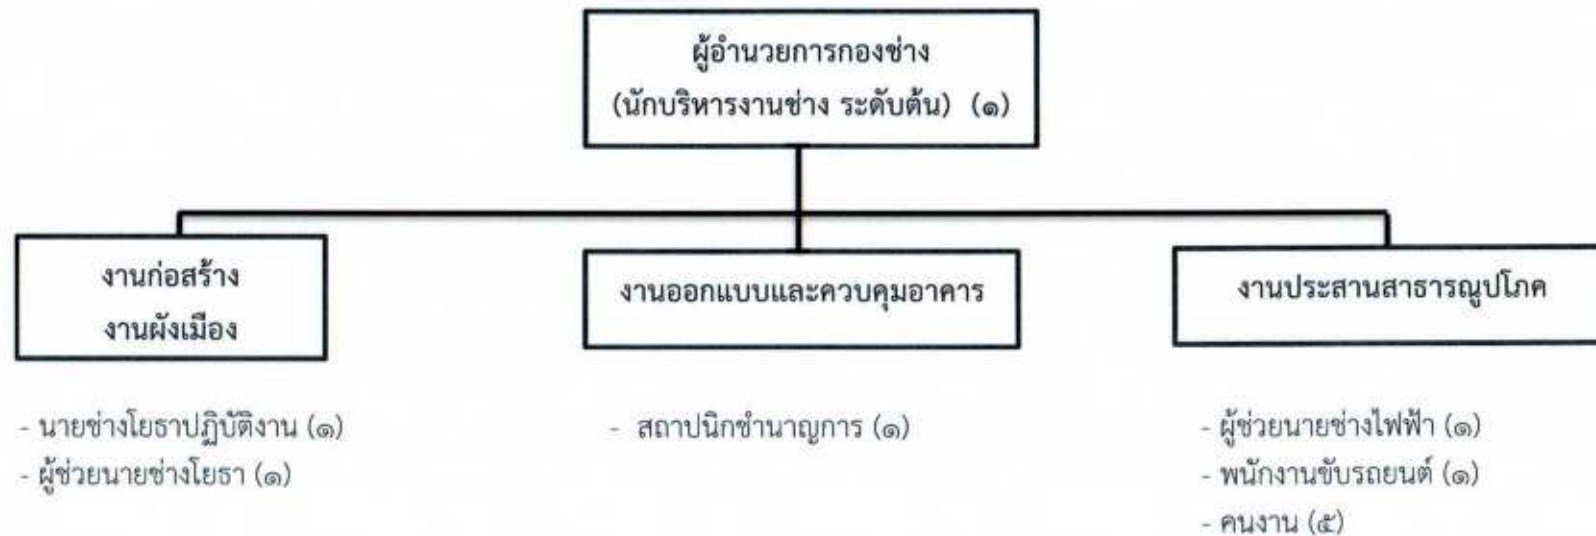 ผู้อำนวยการกองช่าง
(นักบริหารงานช่าง ระดับต้น) (๑)
งานก่อสร้าง
งานผังเมือง
งานออกแบบและควบคุมอาคาร
งานประสานสาธารณูปโภค
- นายช่างโยธาปฏิบัติงาน (๑)
- ผู้ช่วยนายช่างโยธา (๑)
- สถาปนิกชำนาญการ (๑)
- ผู้ช่วยนายช่างไฟฟ้า (๑)
- พนักงานขับรถยนต์ (๑)
- คนงาน (๕)